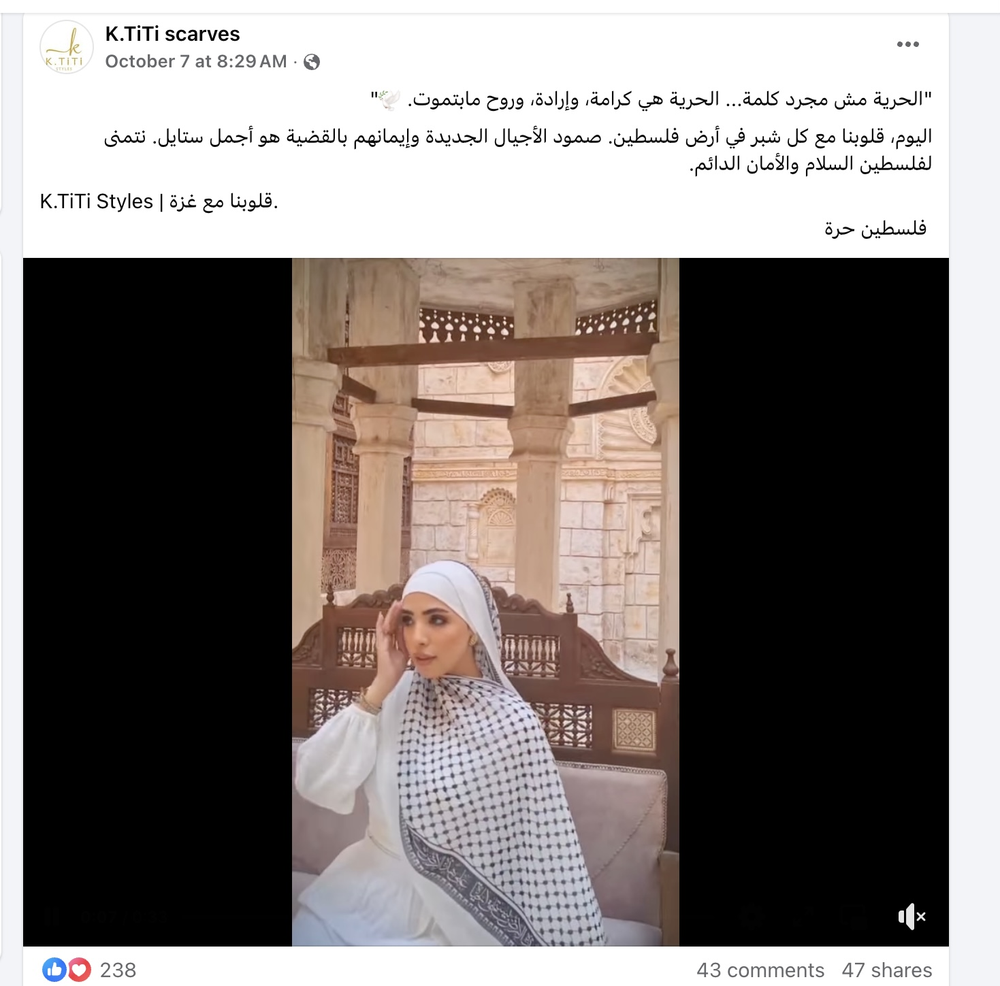 K.TiTi scarves
K.TiTi
STYLES
October 7 at 8:29 AM ·
"الحرية مش مجرد كلمة... الحرية هي كرامة، وإرادة، وروح مابتموت. 🕊️"
اليوم، قلوبنا مع كل شبر في أرض فلسطين. صمود الأجيال الجديدة وإيمانهم بالقضية هو أجمل ستايل. نتمنى
لفلسطين السلام والأمان الدائم.
K.TiTi Styles | قلوبنا مع غزة.
فلسطين حرة
238
43 comments 47 shares